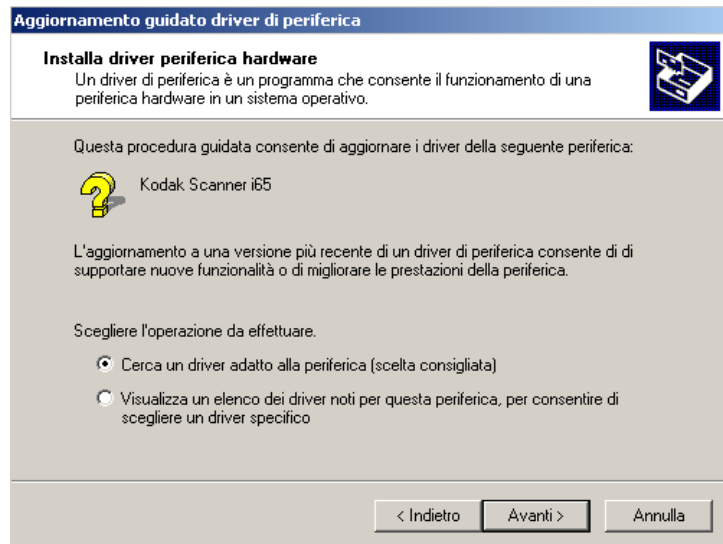 Aggiornamento guidato driver di periferica
Installa driver periferica hardware
Un driver di periferica è un programma che consente il funzionamento di una
periferica hardware in un sistema operativo.
Questa procedura guidata consente di aggiornare i driver della seguente periferica:
Kodak Scanner i65
L'aggiornamento a una versione più recente di un driver di periferica consente di di
supportare nuove funzionalità o di migliorare le prestazioni della periferica.
Scegliere l'operazione da effettuare.
Cerca un driver adatto alla periferica (scelta consigliata)
Visualizza un elenco dei driver noti per questa periferica, per consentire di
scegliere un driver specifico
< Indietro Avanti > Annulla